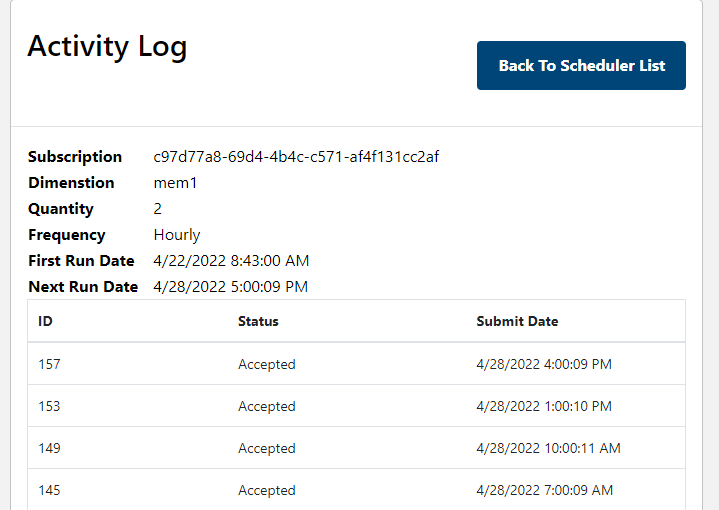 Activity Log
Back To Scheduler List
Subscription c97d77a8-69d4-4b4c-c571-af4f131cc2af
Dimenstion mem1
Quantity 2
Frequency Hourly
First Run Date 4/22/2022 8:43:00 AM
Next Run Date 4/28/2022 5:00:09 PM
ID Status Submit Date
157 Accepted 4/28/2022 4:00:09 PM
153 Accepted 4/28/2022 1:00:10 PM
149 Accepted 4/28/2022 10:00:11 AM
145 Accepted 4/28/2022 7:00:09 AM